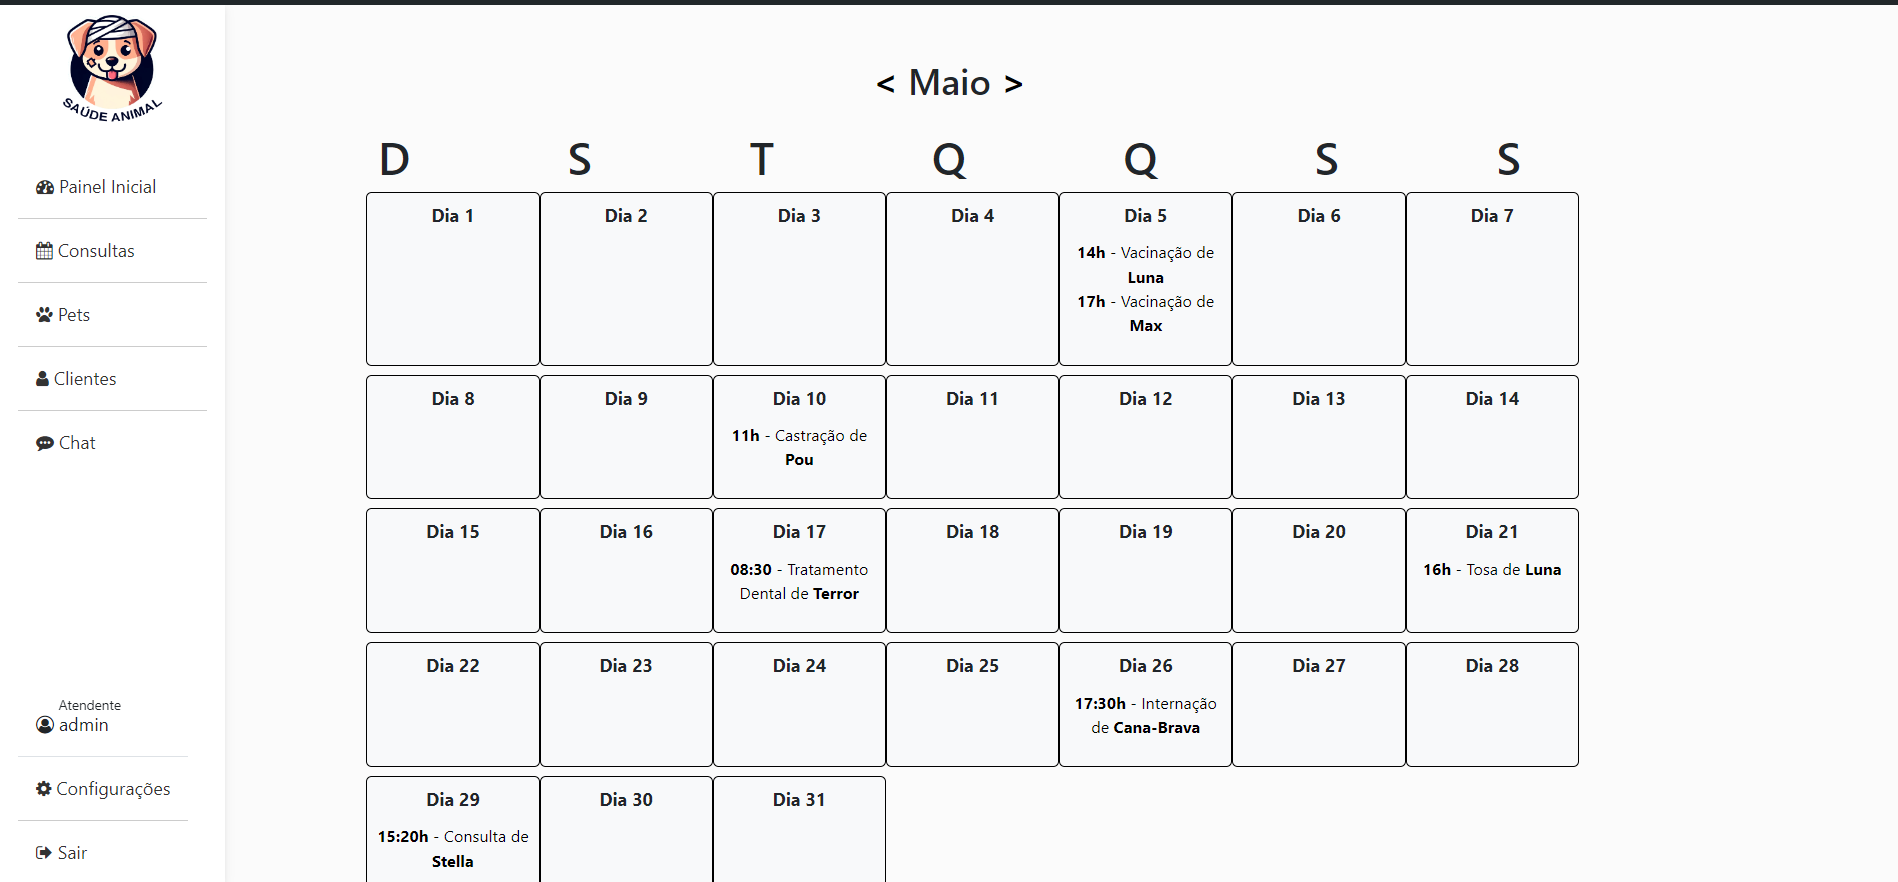 SAÚDE ANIMAL
Painel Inicial
Consultas
Pets
Clientes
Chat
Atendente
admin
Configurações
Sair
< Maio >
D S T Q Q S S
Dia 1
Dia 2
Dia 3
Dia 4
Dia 5
14h - Vacinação de
Luna
17h - Vacinação de
Max
Dia 6
Dia 7
Dia 8
Dia 9
Dia 10
11h - Castração de
Pou
Dia 11
Dia 12
Dia 13
Dia 14
Dia 15
Dia 16
Dia 17
08:30 - Tratamento
Dental de Terror
Dia 18
Dia 19
Dia 20
Dia 21
16h - Tosa de Luna
Dia 22
Dia 23
Dia 24
Dia 25
Dia 26
17:30h - Internação
de Cana-Brava
Dia 27
Dia 28
Dia 29
15:20h - Consulta de
Stella
Dia 30
Dia 31